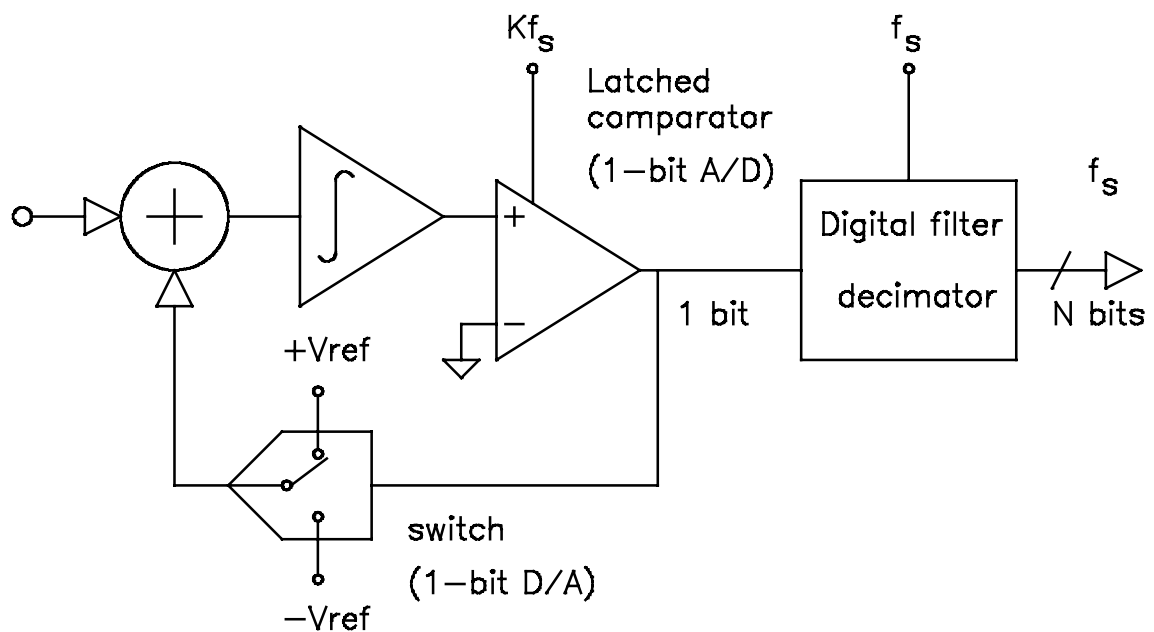 Kfs
fs
Latched
comparator
(1-bit A/D)
fs
Digital filter
decimator
+
+
-
1 bit
N bits
+Vref
switch
(1-bit D/A)
-Vref